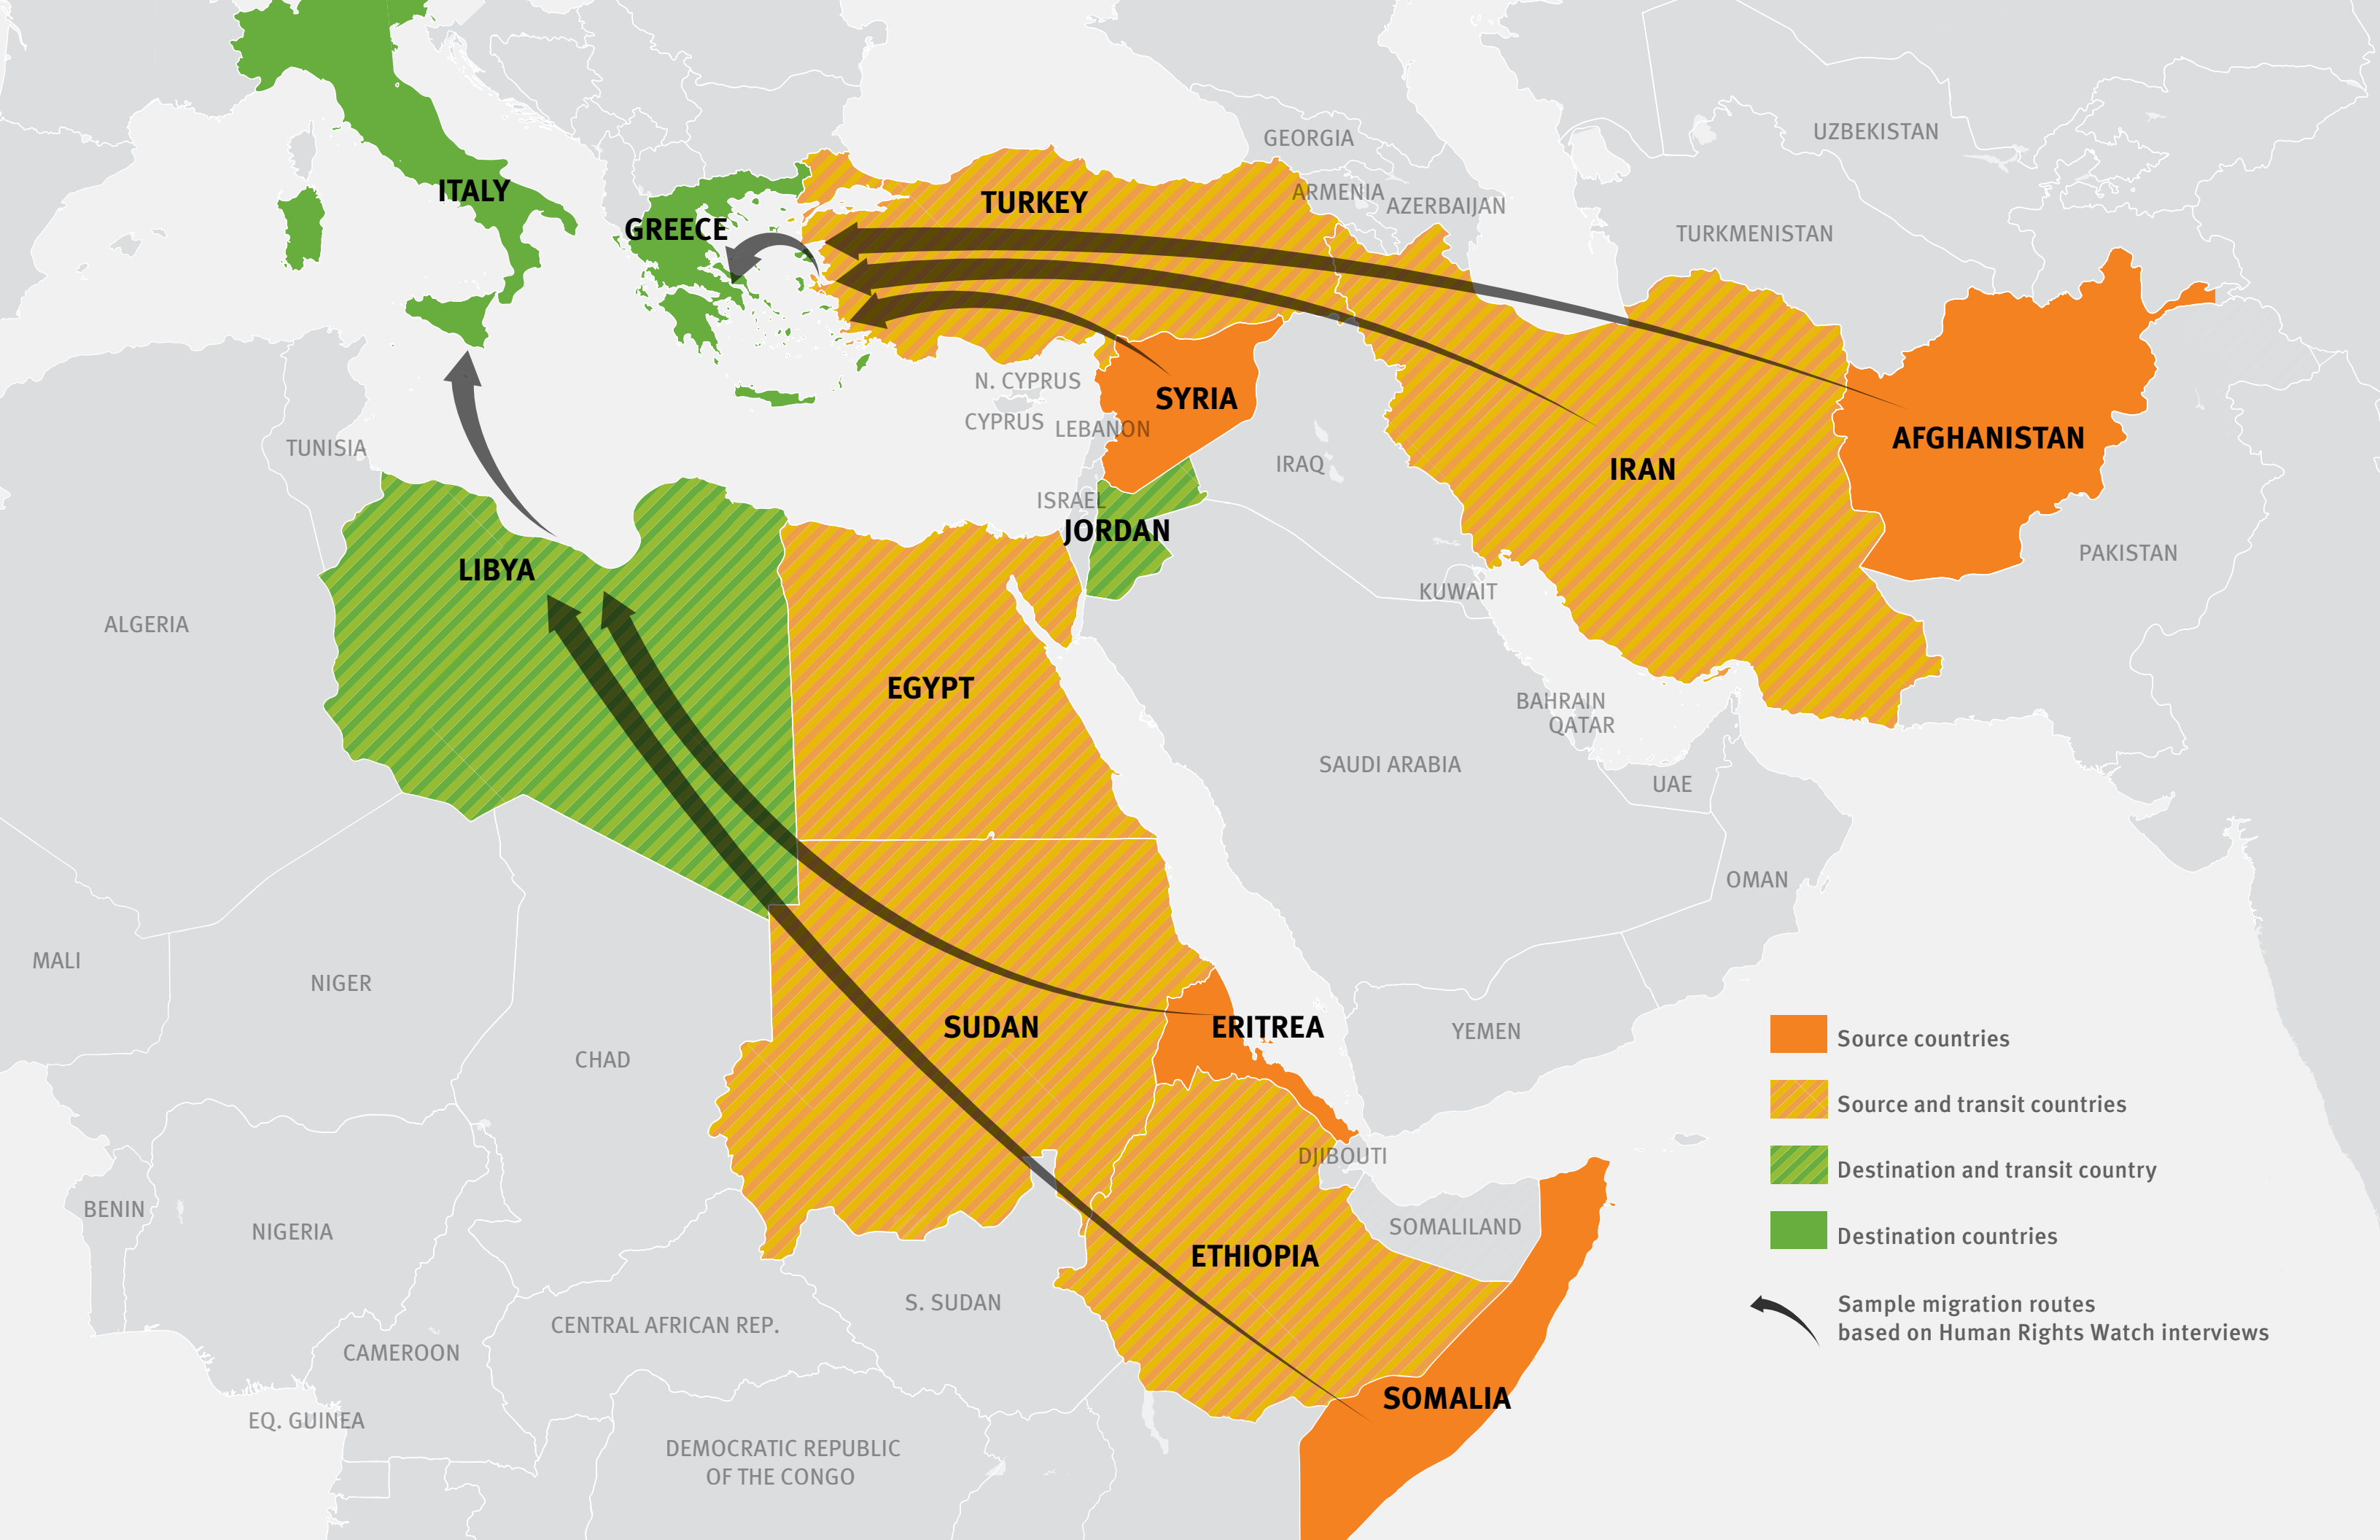 GEORGIA
UZBEKISTAN
ITALY
TURKEY
ARMENIA
AZERBAIJAN
GREECE
TURKMENISTAN
N. CYPRUS
SYRIA
CYPRUS
LEBANON
AFGHANISTAN
TUNISIA
IRAQ
IRAN
ISRAEL
JORDAN
PAKISTAN
LIBYA
KUWAIT
ALGERIA
EGYPT
BAHRAIN
QATAR
SAUDI ARABIA
UAE
OMAN
MALI
NIGER
SUDAN
ERITREA
YEMEN
CHAD
DJIBOUTI
BENIN
NIGERIA
SOMALILAND
ETHIOPIA
S. SUDAN
CENTRAL AFRICAN REP.
CAMEROON
SOMALIA
EQ. GUINEA
DEMOCRATIC REPUBLIC
OF THE CONGO
Source countries
Source and transit countries
Destination and transit country
Destination countries
Sample migration routes
based on Human Rights Watch interviews